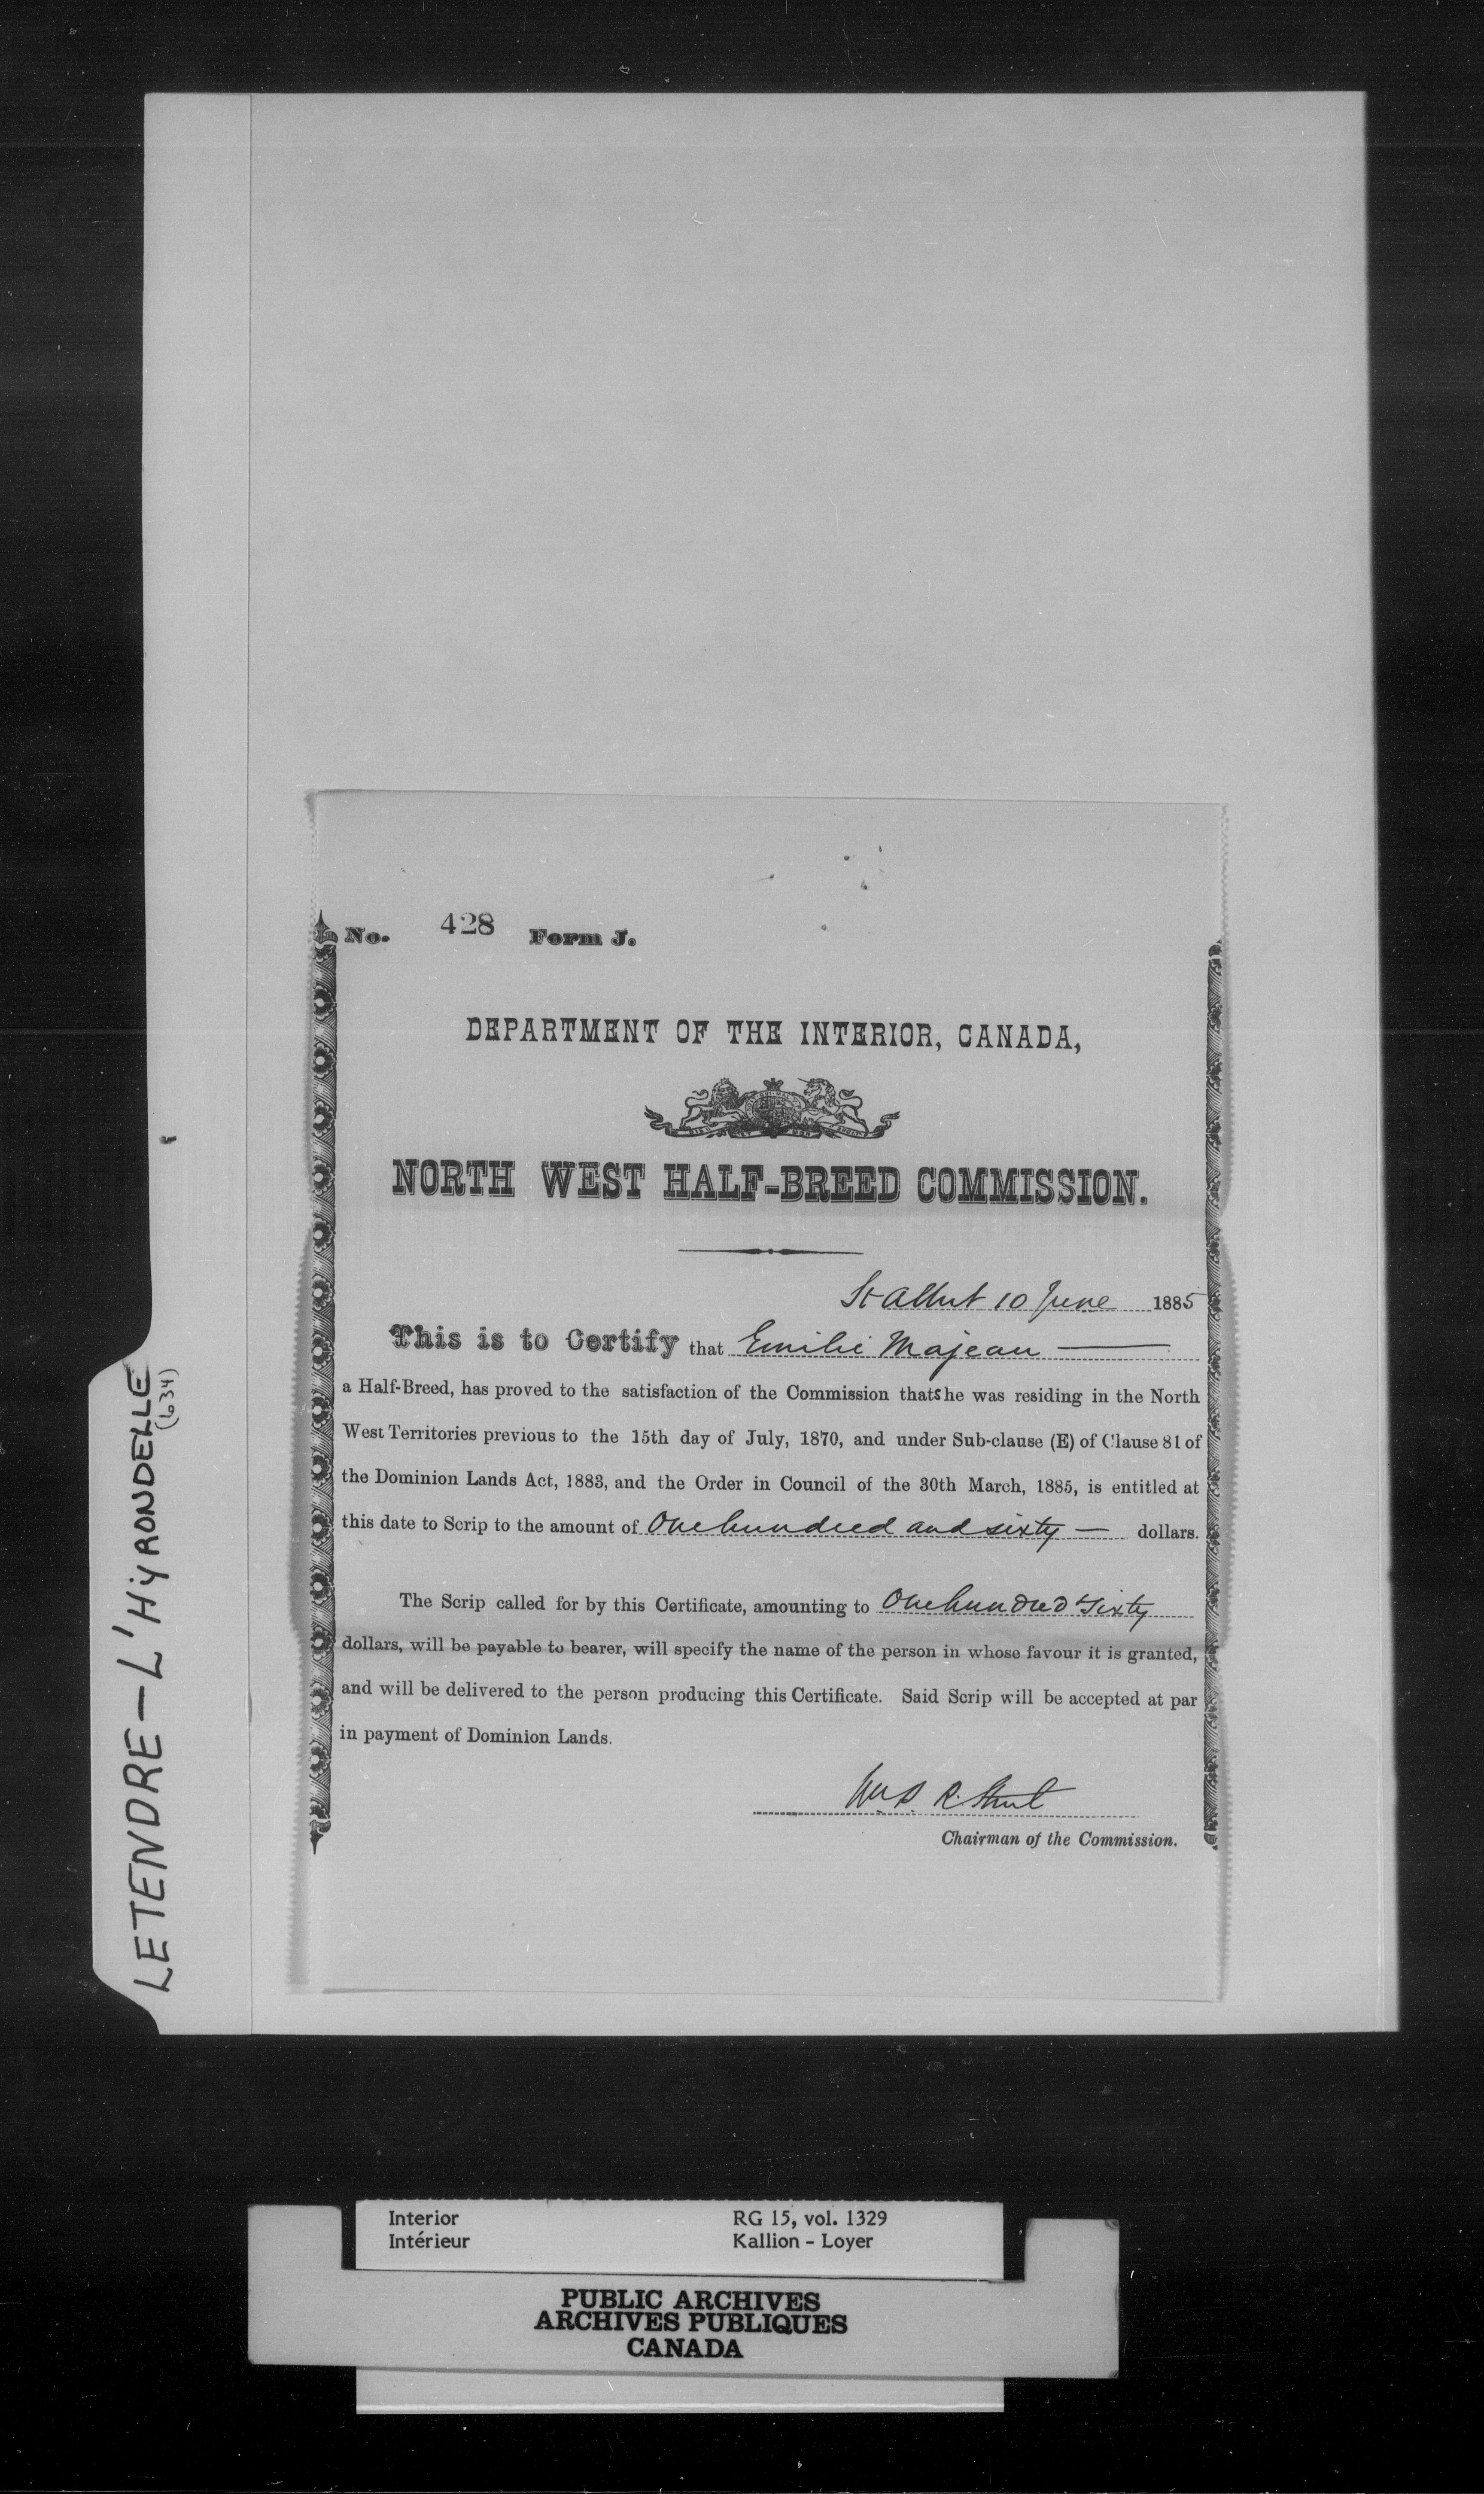 No. 428 Form J.
DEPARTMENT OF THE INTERIOR, CANADA,
NORTH WEST HALF-BREED COMMISSION.
St Albert 10 June 1885
This is to Certify that Emilie Majeau
a Half-Breed, has proved to the satisfaction of the Commission that she was residing in the North
West Territories previous to the 15th day of July, 1870, and under Sub-clause (E) of Clause 81 of
the Dominion Lands Act, 1883, and the Order in Council of the 30th March, 1885, is entitled at
this date to Scrip to the amount of One hundred and sixty — dollars.
The Scrip called for by this Certificate, amounting to One hundred & sixty
dollars, will be payable to bearer, will specify the name of the person in whose favour it is granted,
and will be delivered to the person producing this Certificate. Said Scrip will be accepted at par
in payment of Dominion Lands.
Wm P. R. Street
Chairman of the Commission.
LETENDRE - L'HYRONDELLE
(634)
Interior RG 15, vol. 1329
Intérieur Kallion - Loyer
PUBLIC ARCHIVES
ARCHIVES PUBLIQUES
CANADA